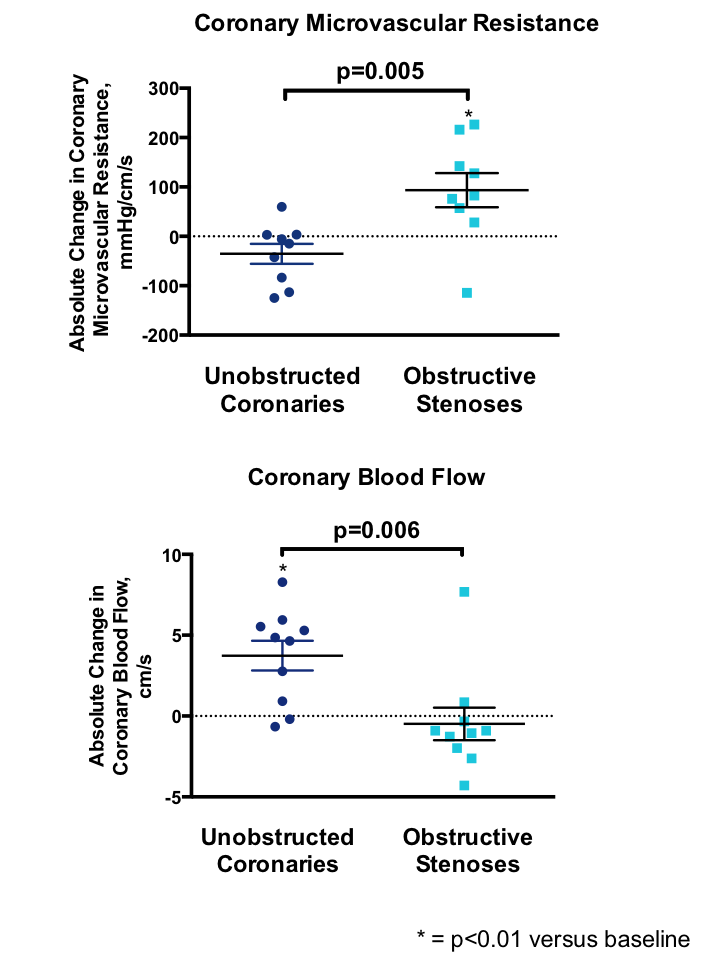 Coronary Microvascular Resistance
p=0.005
*
300
200
100
0
-100
-200
Absolute Change in Coronary
Microvascular Resistance,
mmHg/cm/s
Unobstructed
Coronaries
Obstructive
Stenoses
Coronary Blood Flow
p=0.006
*
10
5
0
-5
Absolute Change in
Coronary Blood Flow,
cm/s
Unobstructed
Coronaries
Obstructive
Stenoses
* = p<0.01 versus baseline